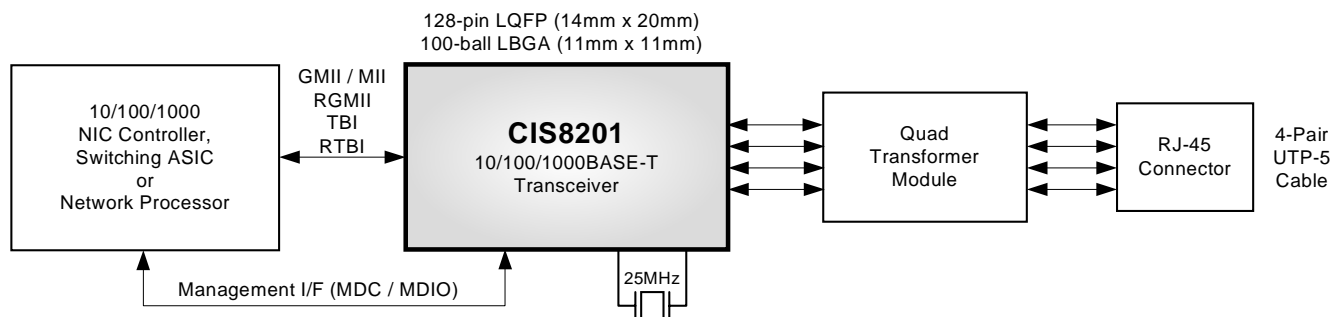 128-pin LQFP (14mm x 20mm)
100-ball LBGA (11mm x 11mm)
10/100/1000
NIC Controller,
Switching ASIC
or
Network Processor
GMII / MII
RGMII
TBI
RTBI
CIS8201
10/100/1000BASE-T
Transceiver
Quad
Transformer
Module
RJ-45
Connector
4-Pair
UTP-5
Cable
Management I/F (MDC / MDIO)
25MHz